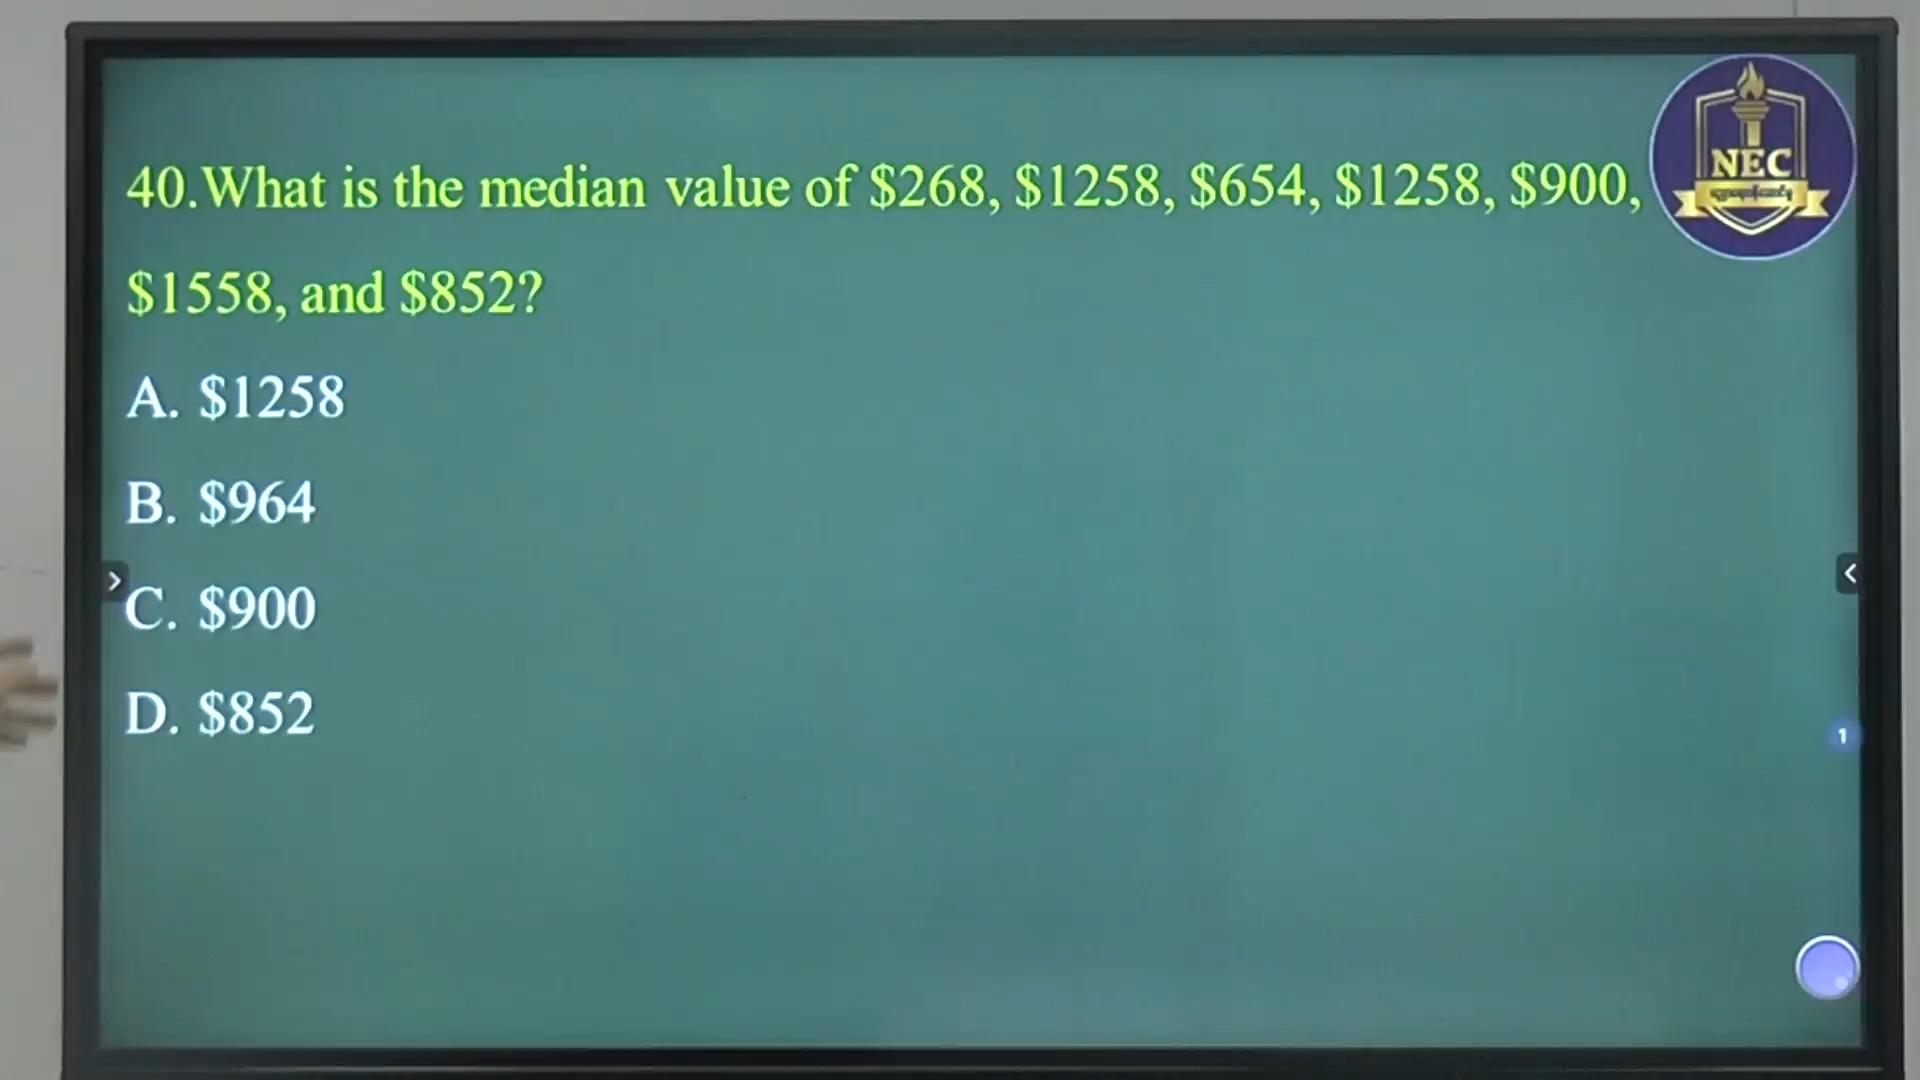 40.What is the median value of $268, $1258, $654, $1258, $900,
$1558, and $852?
A. $1258
B. $964
C. $900
D. $852
NEC
1